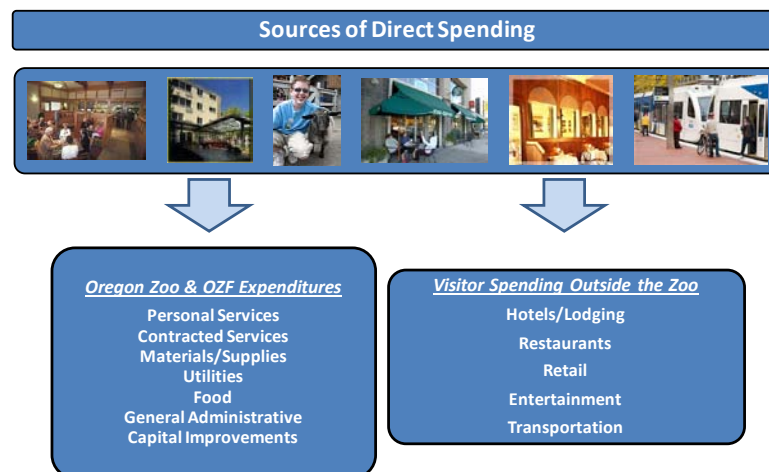 Sources of Direct Spending
Oregon Zoo & OZF Expenditures
Personal Services
Contracted Services
Materials/Supplies
Utilities
Food
General Administrative
Capital Improvements
Visitor Spending Outside the Zoo
Hotels/Lodging
Restaurants
Retail
Entertainment
Transportation